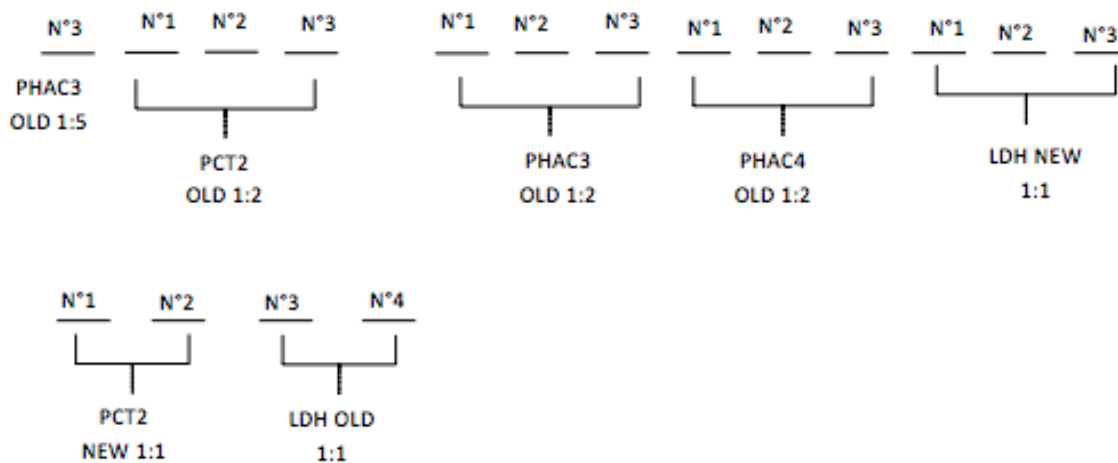 N°3 N°1 N°2 N°3 N°1 N°2 N°3 N°1 N°2 N°3 N°1 N°2 N°3
PHAC3
OLD 1:5
PCT2
OLD 1:2
PHAC3
OLD 1:2
PHAC4
OLD 1:2
LDH NEW
1:1
N°1 N°2 N°3 N°4
PCT2
NEW 1:1
LDH OLD
1:1